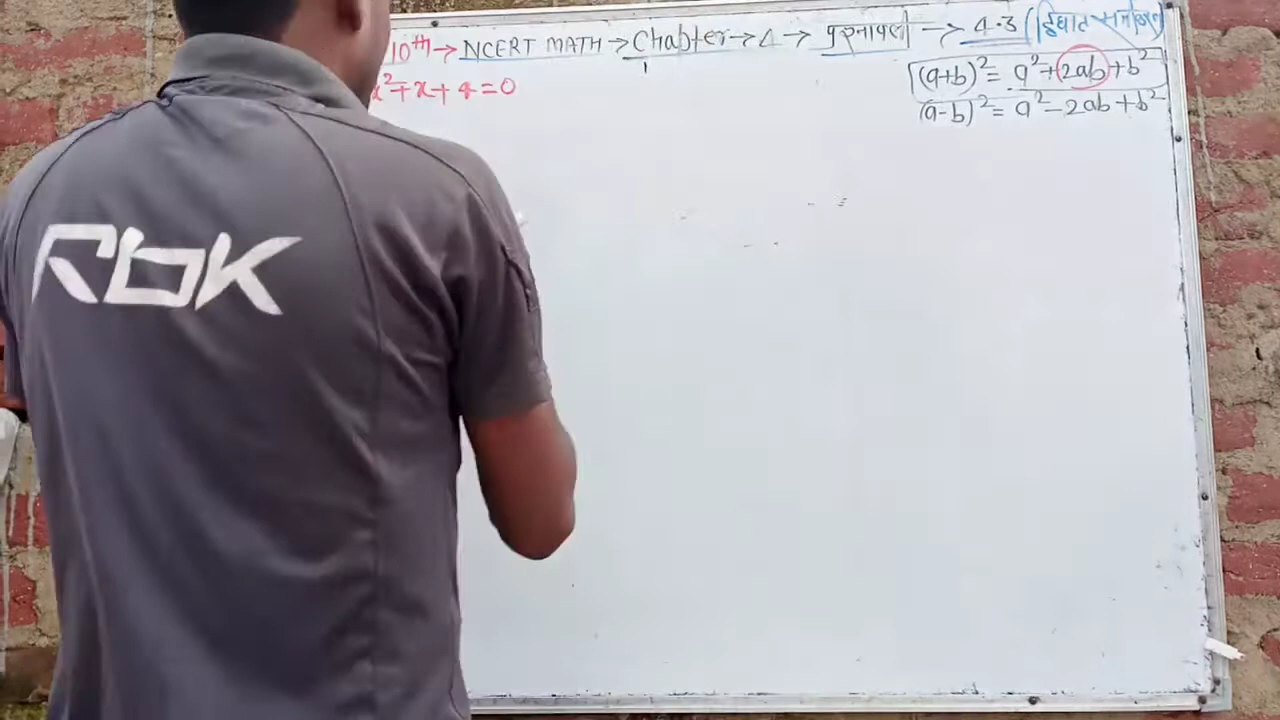 10th → NCERT MATH → Chapter → 4 → प्रश्नावली → 4.3 (द्विघात समीकरण)
x²+x+4=0
(a+b)² = a²+2ab+b²
(a-b)² = a²-2ab+b²
RbK